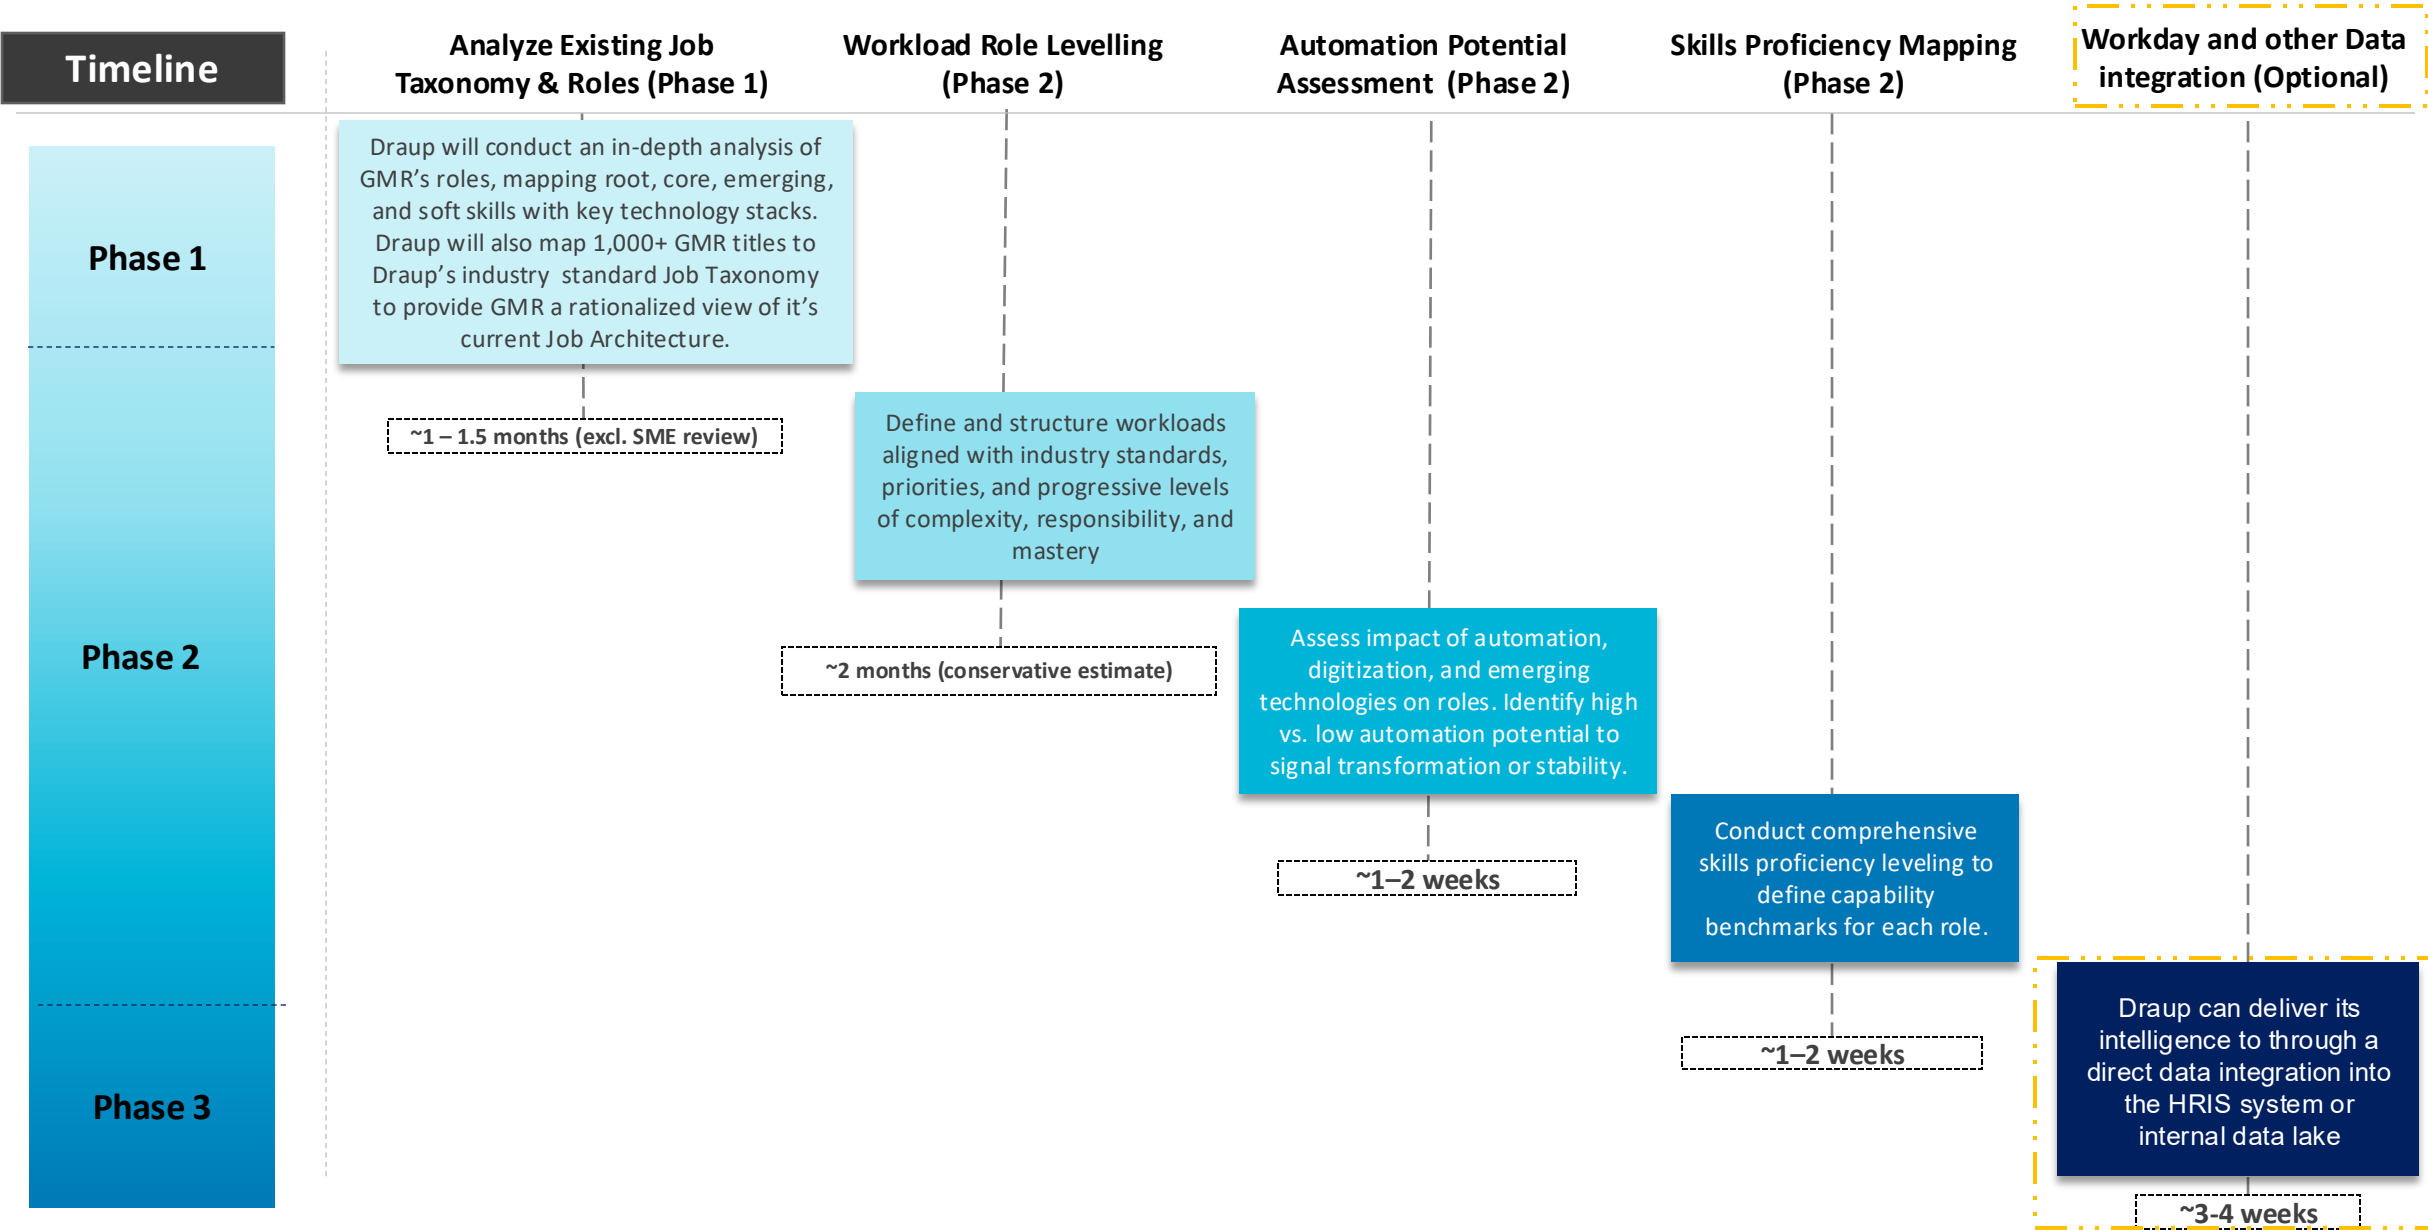 Timeline
Analyze Existing Job
Taxonomy & Roles (Phase 1)
Workload Role Levelling
(Phase 2)
Automation Potential
Assessment (Phase 2)
Skills Proficiency Mapping
(Phase 2)
Workday and other Data
integration (Optional)
Phase 1
Draup will conduct an in-depth analysis of
GMR’s roles, mapping root, core, emerging,
and soft skills with key technology stacks.
Draup will also map 1,000+ GMR titles to
Draup’s industry standard Job Taxonomy
to provide GMR a rationalized view of it’s
current Job Architecture.
~1 – 1.5 months (excl. SME review)
Phase 2
Define and structure workloads
aligned with industry standards,
priorities, and progressive levels
of complexity, responsibility, and
mastery
~2 months (conservative estimate)
Assess impact of automation,
digitization, and emerging
technologies on roles. Identify high
vs. low automation potential to
signal transformation or stability.
~1–2 weeks
Conduct comprehensive
skills proficiency leveling to
define capability
benchmarks for each role.
~1–2 weeks
Phase 3
Draup can deliver its
intelligence to through a
direct data integration into
the HRIS system or
internal data lake
~3-4 weeks